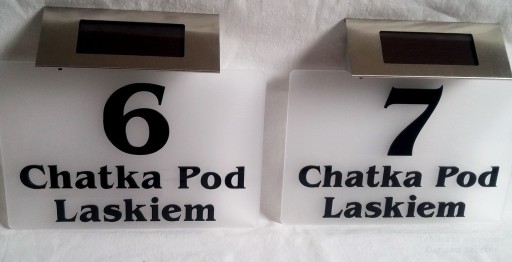 6
Chatka Pod
Laskiem
7
Chatka Pod
Laskiem